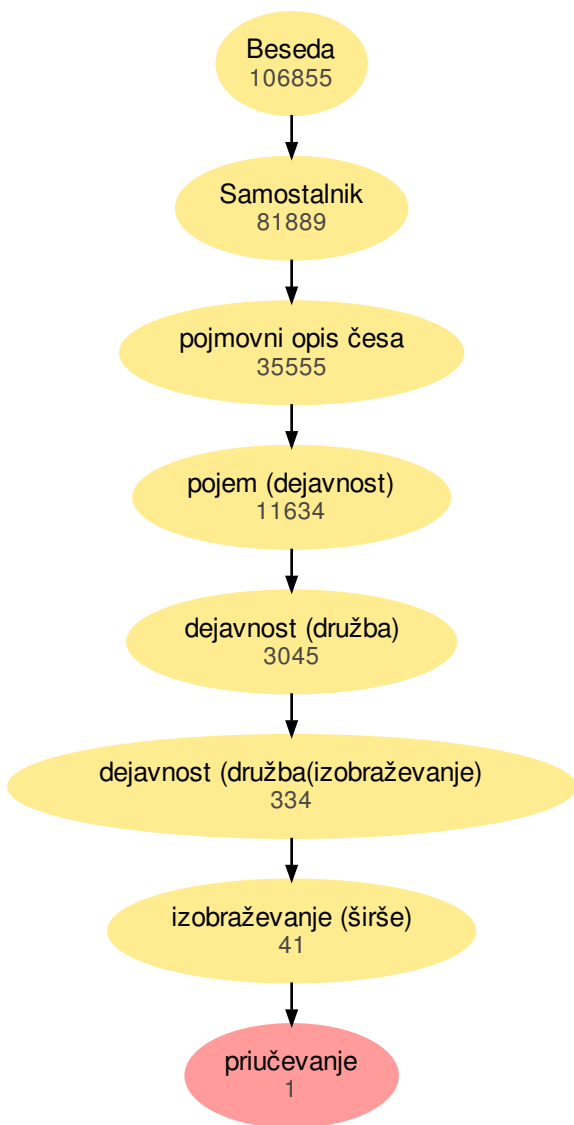 Beseda
106855
Samostalnik
81889
pojmovni opis česa
35555
pojem (dejavnost)
11634
dejavnost (družba)
3045
dejavnost (družba(izobraževanje)
334
izobraževanje (širše)
41
priučevanje
1